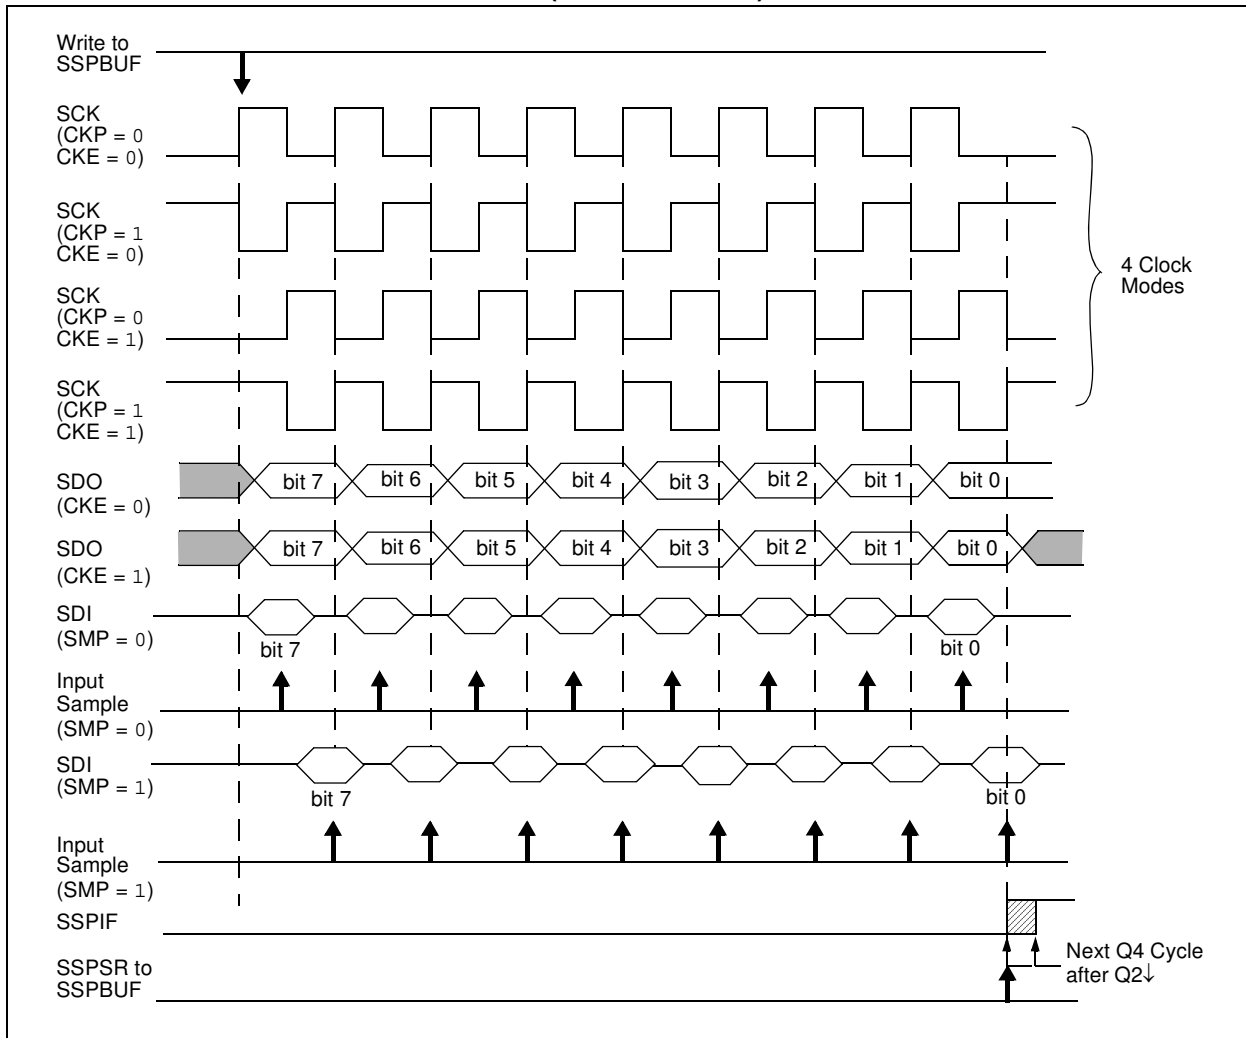 Write to
SSPBUF
SCK
(CKP = 0
CKE = 0)
SCK
(CKP = 1
CKE = 0)
SCK
(CKP = 0
CKE = 1)
SCK
(CKP = 1
CKE = 1)
4 Clock
Modes
SDO
(CKE = 0)
bit 7 bit 6 bit 5 bit 4 bit 3 bit 2 bit 1 bit 0
SDO
(CKE = 1)
bit 7 bit 6 bit 5 bit 4 bit 3 bit 2 bit 1 bit 0
SDI
(SMP = 0)
bit 7 bit 0
Input
Sample
(SMP = 0)
SDI
(SMP = 1)
bit 7 bit 0
Input
Sample
(SMP = 1)
SSPIF
SSPSR to
SSPBUF
Next Q4 Cycle
after Q2↓